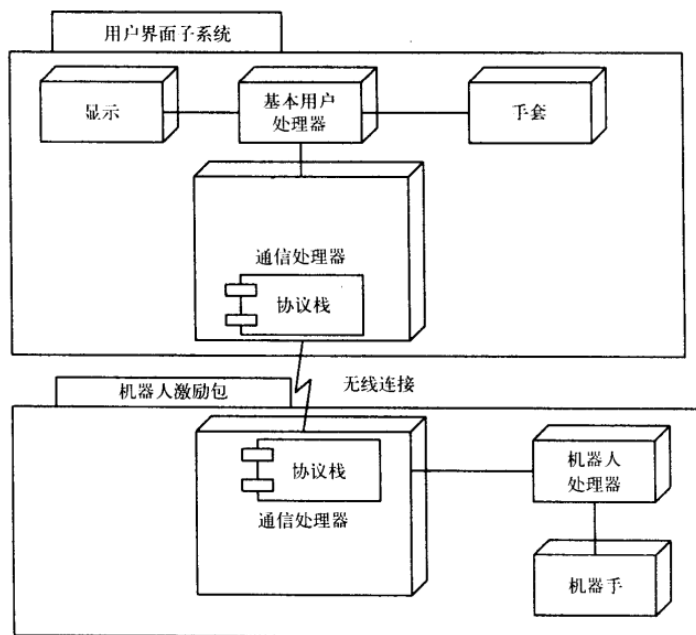 用户界面子系统
显示
基本用户
处理器
手套
通信处理器
协议栈
无线连接
机器人激励包
协议栈
通信处理器
机器人
处理器
机器手